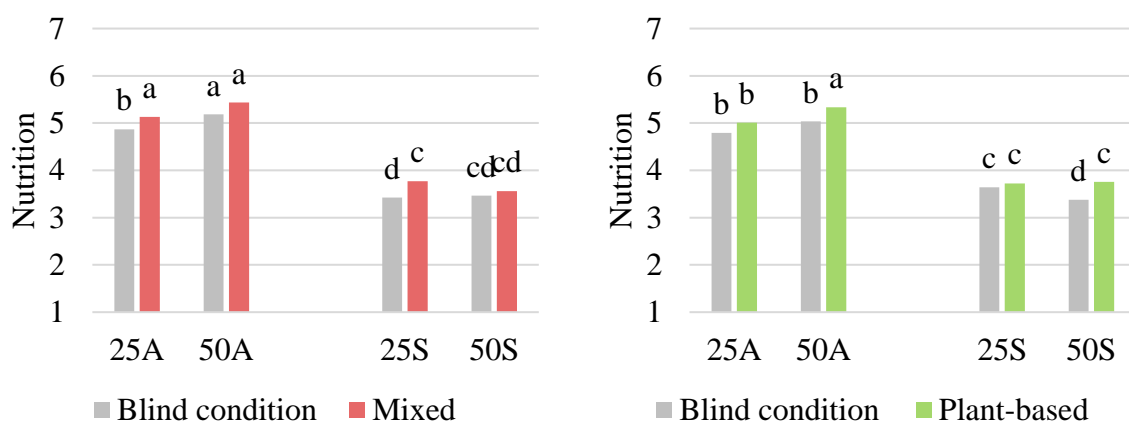 7
6
5
4
3
2
1
Nutrition
b a a a
d c cd cd
25A 50A 25S 50S
Blind condition Mixed
7
6
5
4
3
2
1
Nutrition
b b b a
c c d c
25A 50A 25S 50S
Blind condition Plant-based